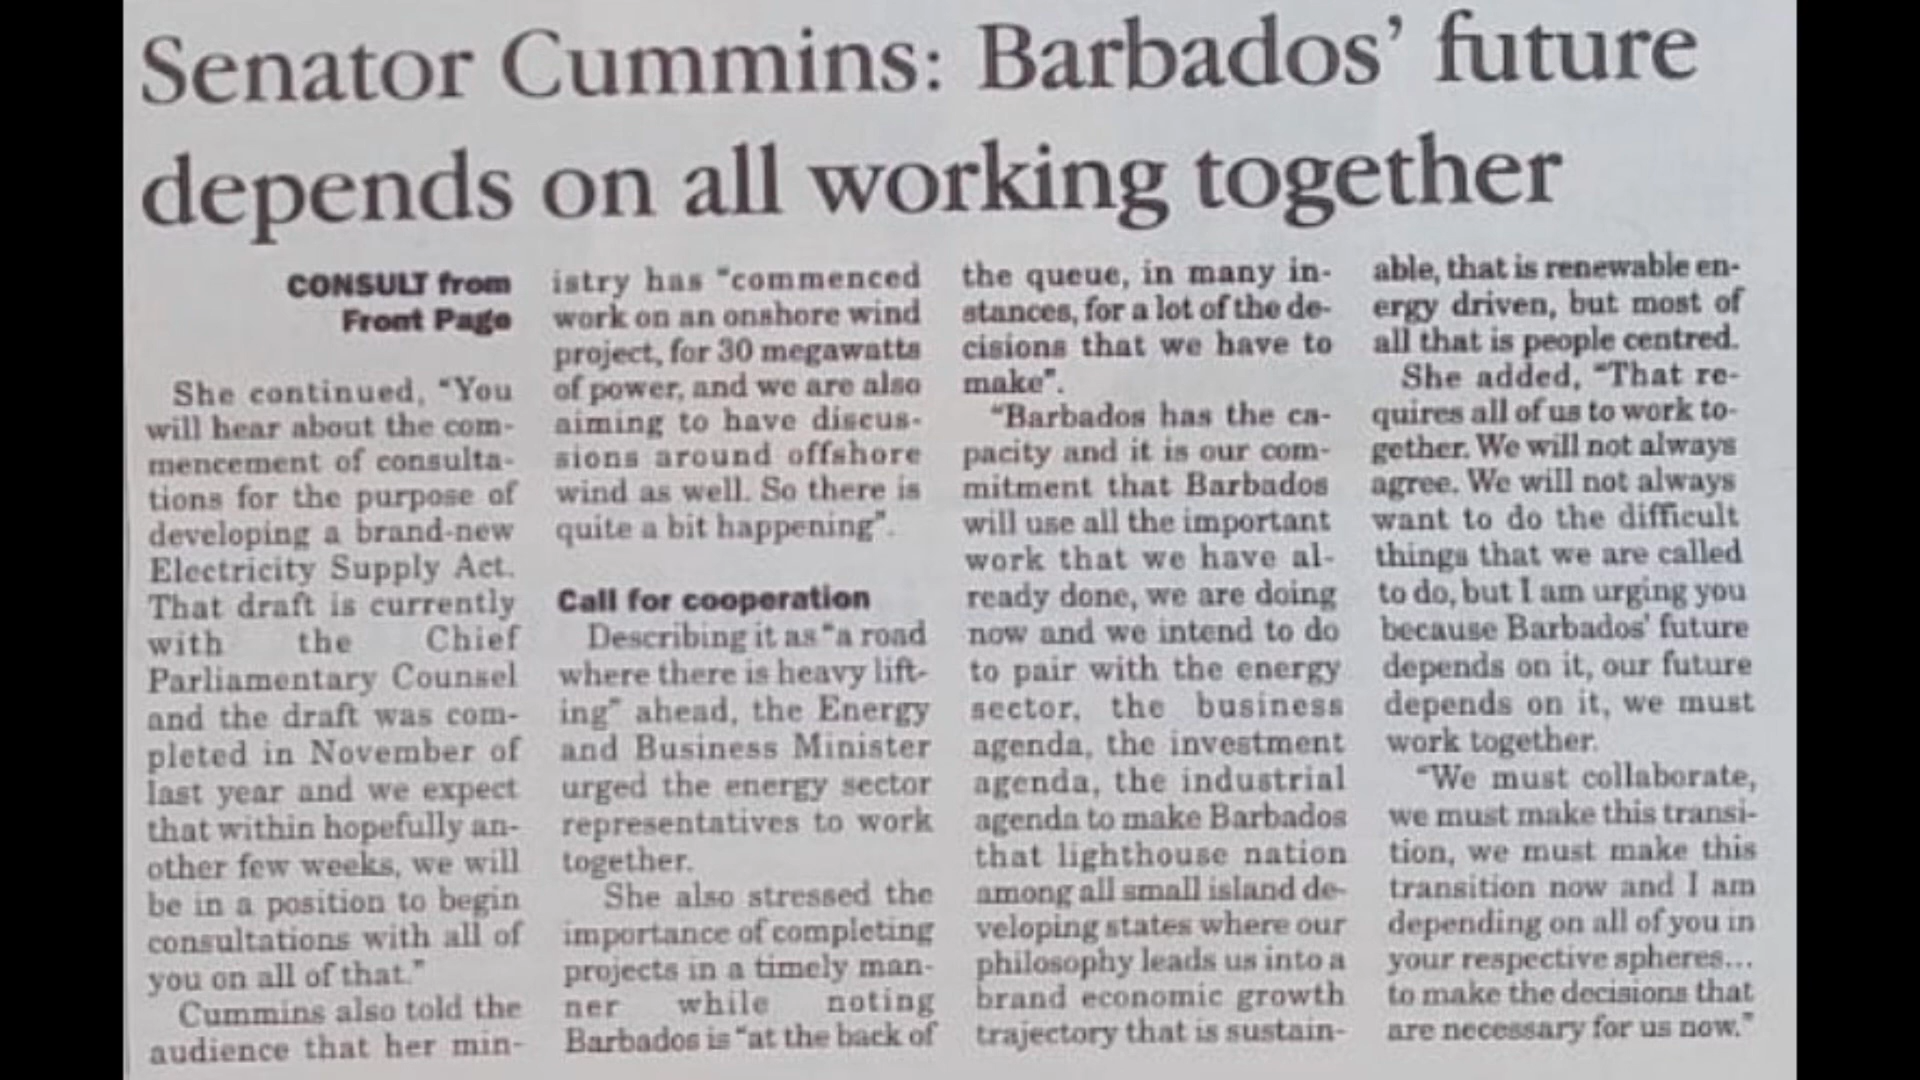 Senator Cummins: Barbados' future
depends on all working together
CONSULT from
Front Page
She continued, "You
will hear about the com-
mencement of consulta-
tions for the purpose of
developing a brand-new
Electricity Supply Act.
That draft is currently
with the Chief
Parliamentary Counsel
and the draft was com-
pleted in November of
last year and we expect
that within hopefully an-
other few weeks, we will
be in a position to begin
consultations with all of
you on all of that."
Cummins also told the
audience that her min-
istry has "commenced
work on an onshore wind
project, for 30 megawatts
of power, and we are also
aiming to have discus-
sions around offshore
wind as well. So there is
quite a bit happening".
Call for cooperation
Describing it as "a road
where there is heavy lift-
ing" ahead, the Energy
and Business Minister
urged the energy sector
representatives to work
together.
She also stressed the
importance of completing
projects in a timely man-
ner while noting
Barbados is "at the back of
the queue, in many in-
stances, for a lot of the de-
cisions that we have to
make".
"Barbados has the ca-
pacity and it is our com-
mitment that Barbados
will use all the important
work that we have al-
ready done, we are doing
now and we intend to do
to pair with the energy
sector, the business
agenda, the investment
agenda, the industrial
agenda to make Barbados
that lighthouse nation
among all small island de-
veloping states where our
philosophy leads us into a
brand economic growth
trajectory that is sustain-
able, that is renewable en-
ergy driven, but most of
all that is people centred.
She added, "That re-
quires all of us to work to-
gether. We will not always
agree. We will not always
want to do the difficult
things that we are called
to do, but I am urging you
because Barbados' future
depends on it, our future
depends on it, we must
work together.
"We must collaborate,
we must make this transi-
tion, we must make this
transition now and I am
depending on all of you in
your respective spheres...
to make the decisions that
are necessary for us now."